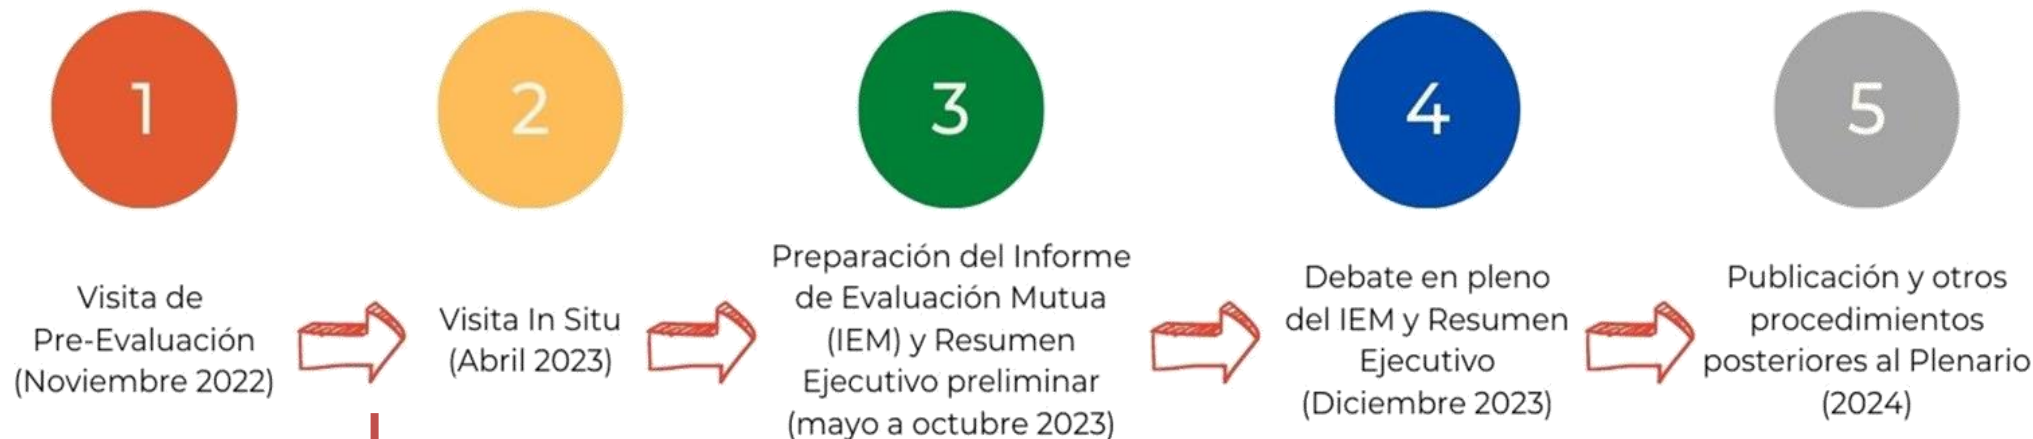 1
Visita de
Pre-Evaluación
(Noviembre 2022)
2
Visita In Situ
(Abril 2023)
3
Preparación del Informe
de Evaluación Mutua
(IEM) y Resumen
Ejecutivo preliminar
(mayo a octubre 2023)
4
Debate en pleno
del IEM y Resumen
Ejecutivo
(Diciembre 2023)
5
Publicación y otros
procedimientos
posteriores al Plenario
(2024)